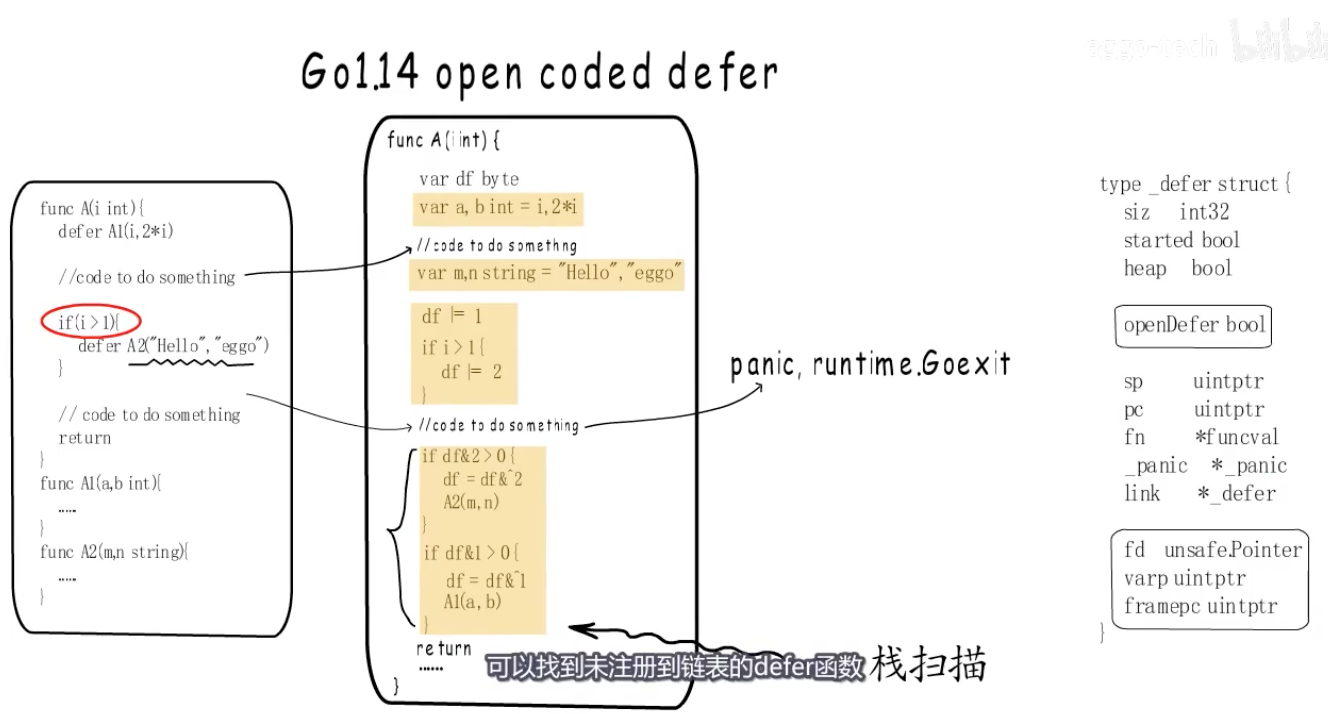 eggo-tech bilibili
Go1.14 open coded defer
func A(i int){
defer A1(i,2*i)
//code to do something
if(i>1){
defer A2("Hello","eggo")
}
// code to do something
return
}
func A1(a,b int){
......
}
func A2(m,n string){
......
}
func A(i int) {
var df byte
var a, b int = i,2*i
//code to do somethng
var m,n string = "Hello","eggo"
df |= 1
if i>1{
df |= 2
}
//code to do something
if df&2>0{
df = df&^2
A2(m,n)
}
if df&1>0{
df = df&^1
A1(a,b)
}
return
......
}
panic, runtime.Goexit
栈扫描
type _defer struct {
siz int32
started bool
heap bool
openDefer bool
sp uintptr
pc uintptr
fn *funcval
_panic *_panic
link *_defer
fd unsafe.Pointer
varp uintptr
framepc uintptr
}
可以找到未注册到链表的defer函数